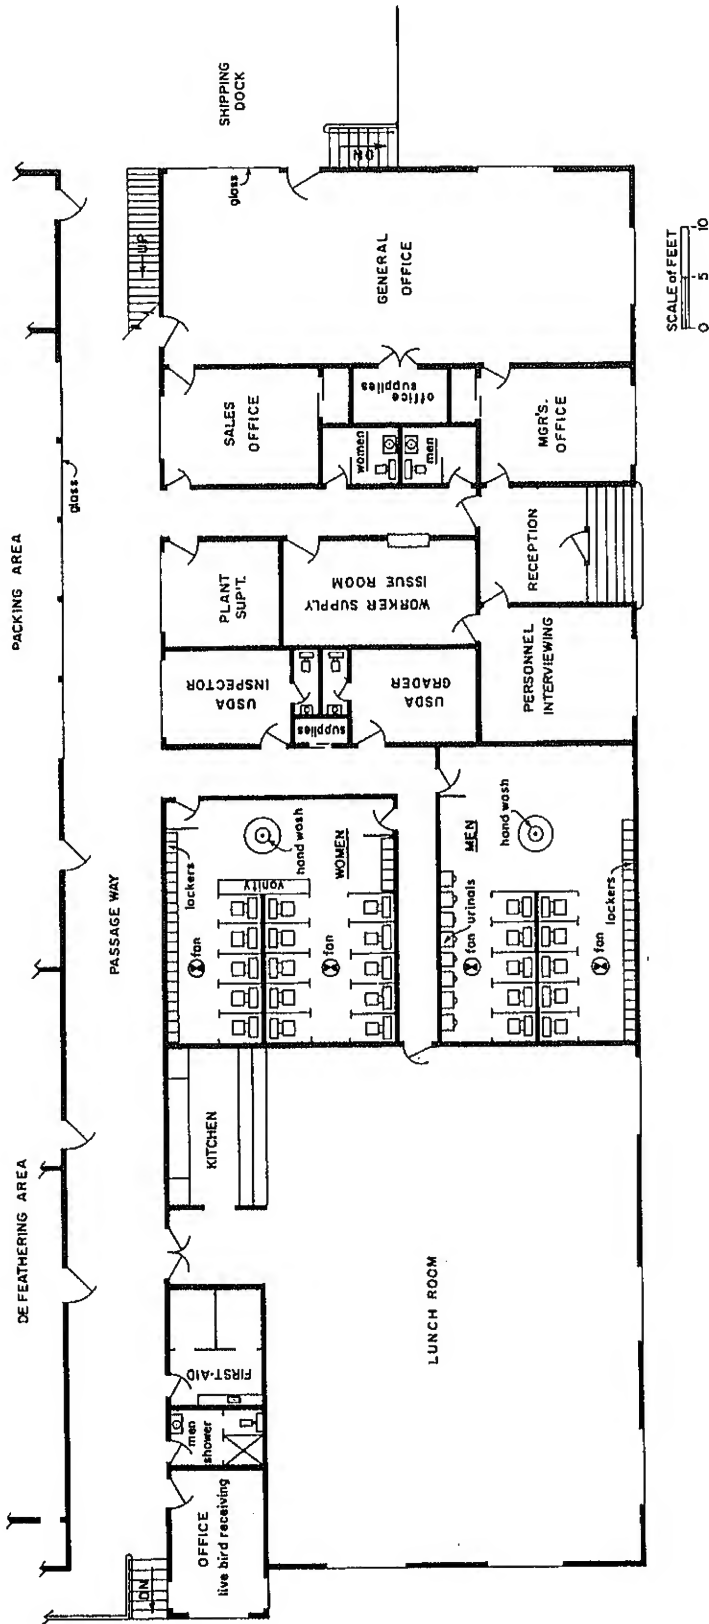 DE FEATHERING AREA
PACKING AREA
PASSAGE WAY
glass
SHIPPING
DOCK
DN
UP
glass
DN
OFFICE
live bird receiving
men
shower
FIRST-AID
KITCHEN
LUNCH ROOM
lockers
fan
vanity
hand wash
fan
WOMEN
urinals
fan
MEN
hand wash
fan
lockers
USDA
INSPECTOR
supplies
USDA
GRADER
PLANT
SUP'T.
WORKER SUPPLY
ISSUE ROOM
PERSONNEL
INTERVIEWING
RECEPTION
SALES
OFFICE
women
men
office
supplies
MGR'S.
OFFICE
GENERAL
OFFICE
SCALE of FEET
0 5 10